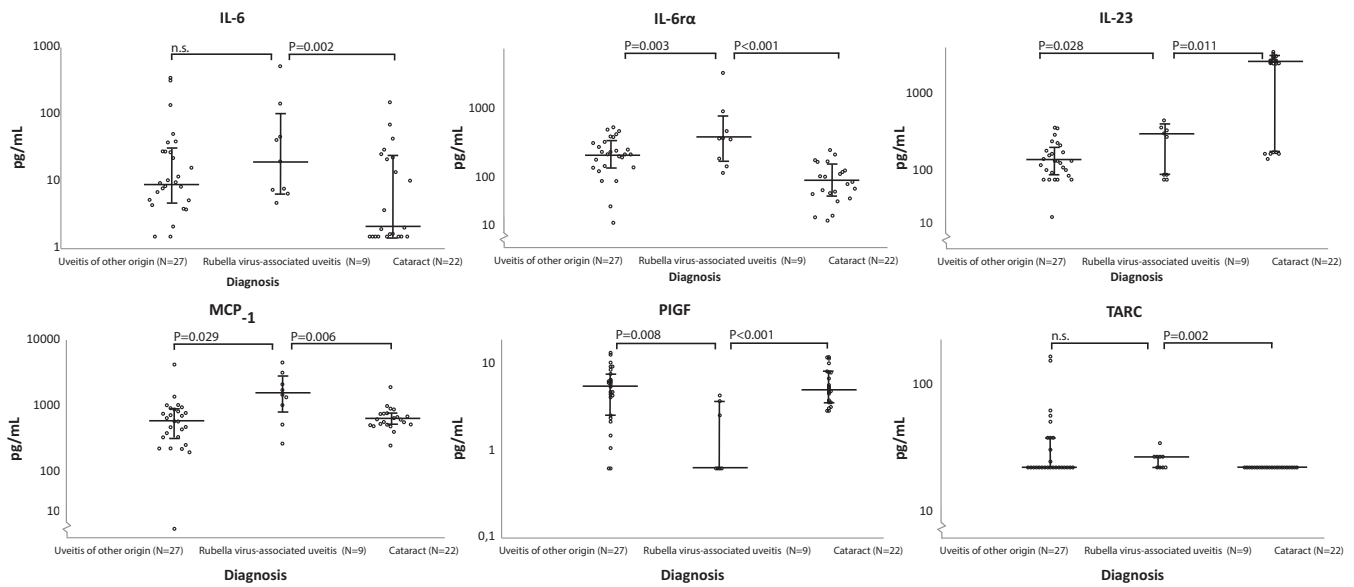 IL-6
IL-6rα
IL-23
n.s.
P=0.002
P=0.003
P<0.001
P=0.028
P=0.011
1000
100
10
1
pg/mL
1000
100
10
pg/mL
1000
100
10
pg/mL
Uveitis of other origin (N=27) Rubella virus-associated uveitis (N=9) Cataract (N=22)
Diagnosis
Uveitis of other origin (N=27) Rubella virus-associated uveitis (N=9) Cataract (N=22)
Diagnosis
Uveitis of other origin (N=27) Rubella virus-associated uveitis (N=9) Cataract (N=22)
Diagnosis
MCP-1
PIGF
TARC
P=0.029
P=0.006
P=0.008
P<0.001
n.s.
P=0.002
10000
1000
100
10
pg/mL
10
1
0,1
pg/mL
100
10
pg/mL
Uveitis of other origin (N=27) Rubella virus-associated uveitis (N=9) Cataract (N=22)
Diagnosis
Uveitis of other origin (N=27) Rubella virus-associated uveitis (N=9) Cataract (N=22)
Diagnosis
Uveitis of other origin (N=27) Rubella virus-associated uveitis (N=9) Cataract (N=22)
Diagnosis